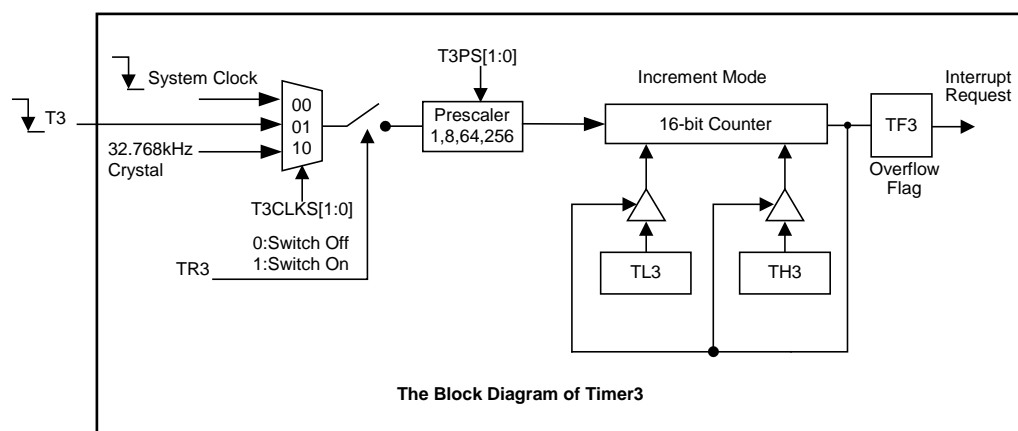 T3PS[1:0]
System Clock
Increment Mode
Interrupt
Request
T3
00
01
10
Prescaler
1,8,64,256
16-bit Counter
TF3
32.768kHz
Crystal
Overflow
Flag
T3CLKS[1:0]
0:Switch Off
1:Switch On
TR3
TL3
TH3
The Block Diagram of Timer3